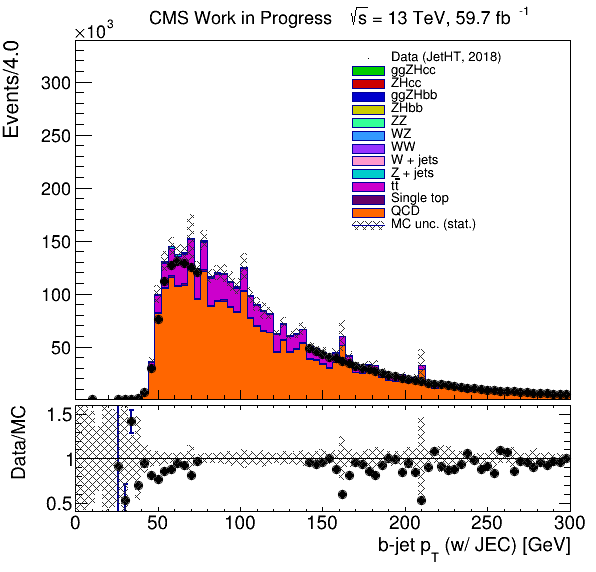 CMS Work in Progress √s = 13 TeV, 59.7 fb -1
×10³
Events/4.0
350
300
250
200
150
100
50
Data (JetHT, 2018)
ggZHcc
ZHcc
ggZHbb
ZHbb
ZZ
WZ
WW
W + jets
Z + jets
tt̅
Single top
QCD
MC unc. (stat.)
Data/MC
1.5
1
0.5
0 50 100 150 200 250 300
b-jet p_T (w/ JEC) [GeV]